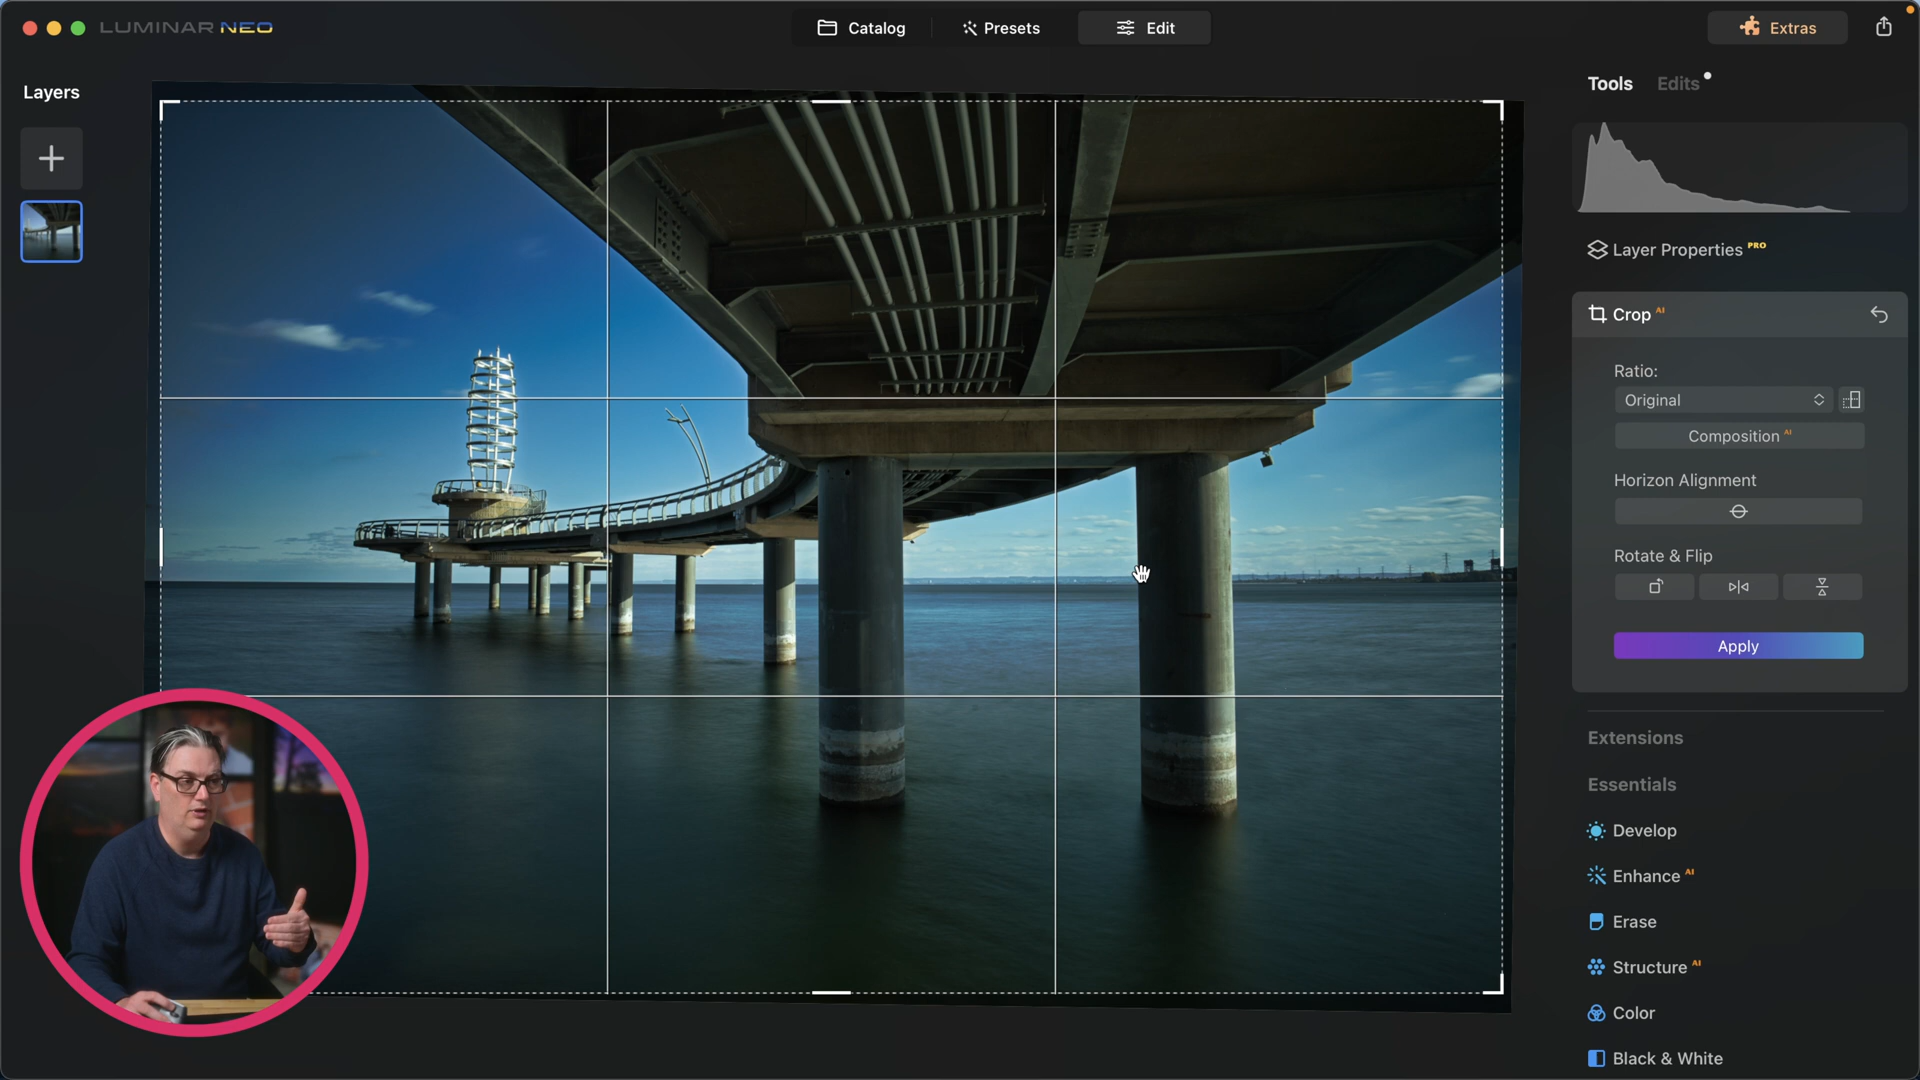 LUMINAR NEO
Catalog
Presets
Edit
Extras
Layers
Tools
Edits
Layer Properties PRO
Crop AI
Ratio:
Original
Composition AI
Horizon Alignment
Rotate & Flip
Apply
Extensions
Essentials
Develop
Enhance AI
Erase
Structure AI
Color
Black & White